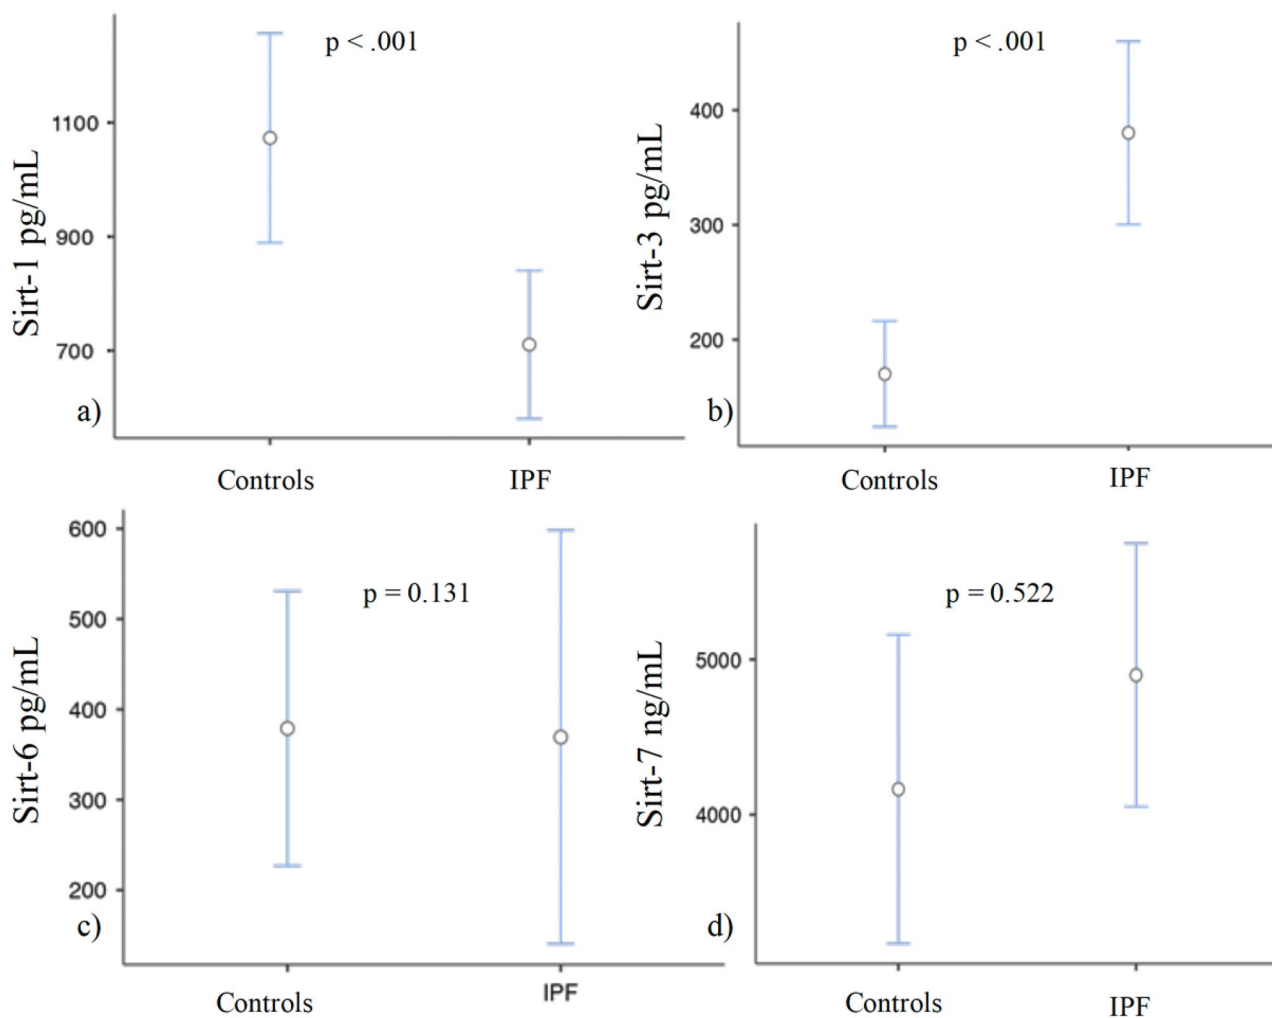 p < .001
Sirt-1 pg/mL
1100
900
700
a)
Controls
IPF
p < .001
Sirt-3 pg/mL
400
300
200
b)
Controls
IPF
p = 0.131
Sirt-6 pg/mL
600
500
400
300
200
c)
Controls
IPF
p = 0.522
Sirt-7 ng/mL
5000
4000
d)
Controls
IPF